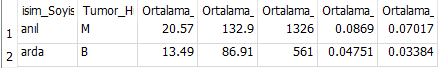 isim_Soyis Tumor_H Ortalama_ Ortalama_ Ortalama_ Ortalama_ Ortalama_
1 anıl M 20.57 132.9 1326 0.0869 0.07017
2 arda B 13.49 86.91 561 0.04751 0.03384